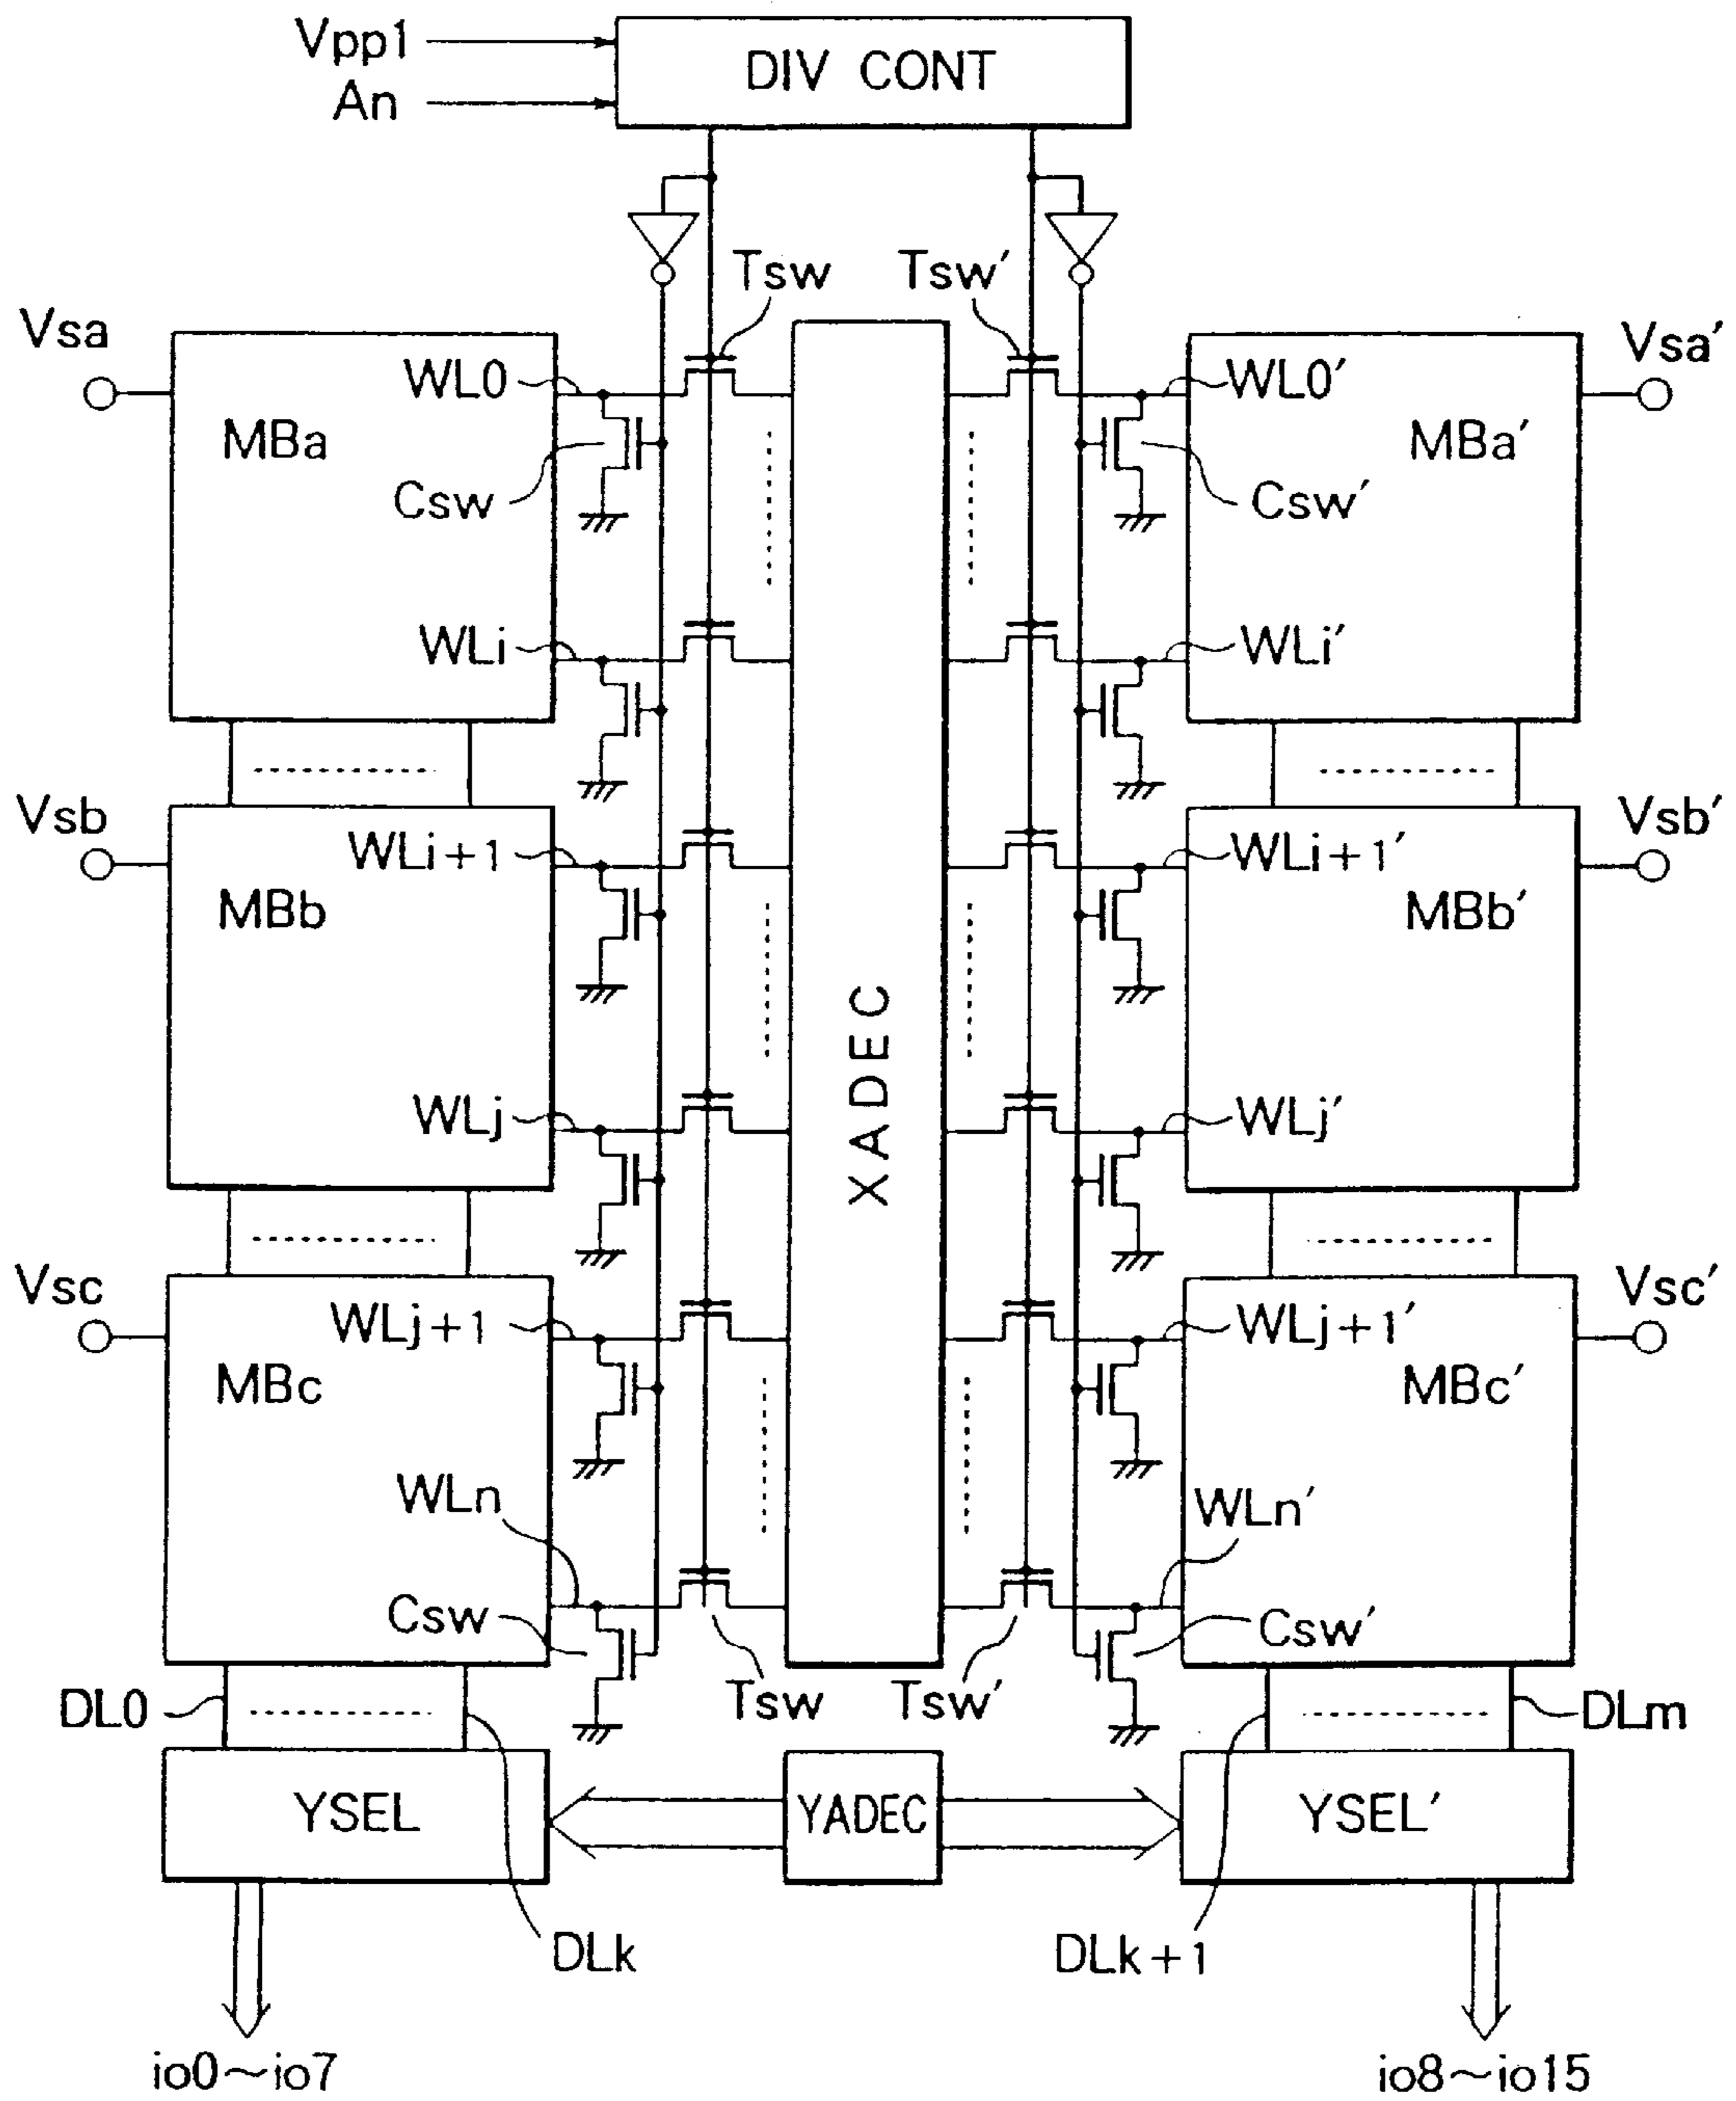 Vpp1
An
DIV CONT
Tsw
Tsw′
Vsa
WL0
WL0′
Vsa′
MBa
MBa′
Csw
Csw′
WLi
WLi′
Vsb
WLi+1
WLi+1′
Vsb′
MBb
MBb′
XADEC
WLj
WLj′
Vsc
WLj+1
WLj+1′
Vsc′
MBc
MBc′
WLn
WLn′
Csw
Csw′
DL0
Tsw
Tsw′
DLm
YSEL
YADEC
YSEL′
DLk
DLk+1
io0~io7
io8~io15